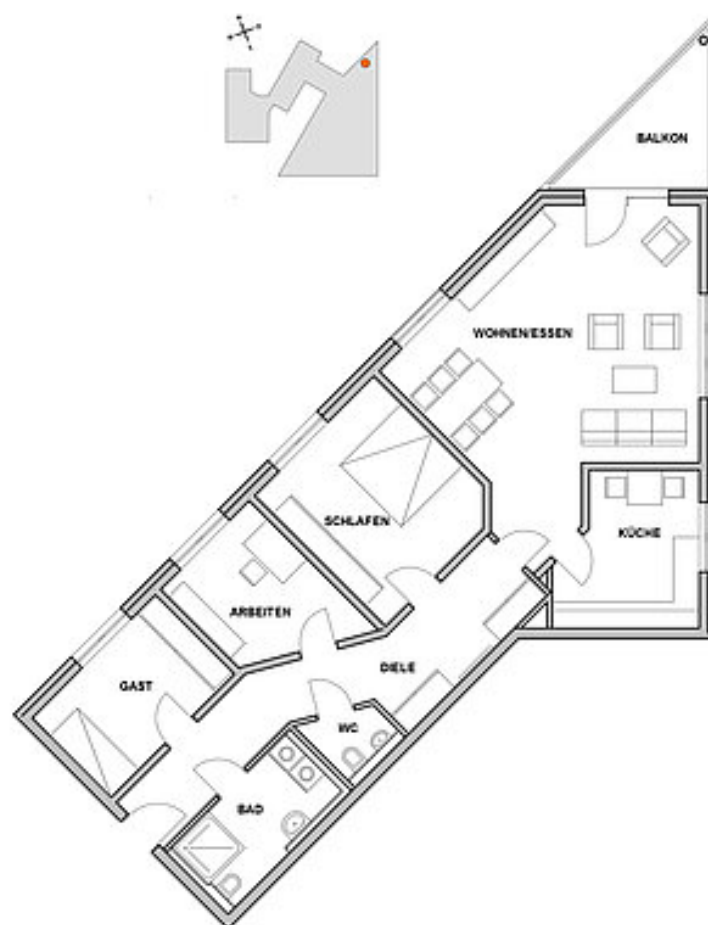 BALKON
WOHNEN/ESSEN
SCHLAFEN
KÜCHE
ARBEITEN
DIELE
GAST
WC
BAD